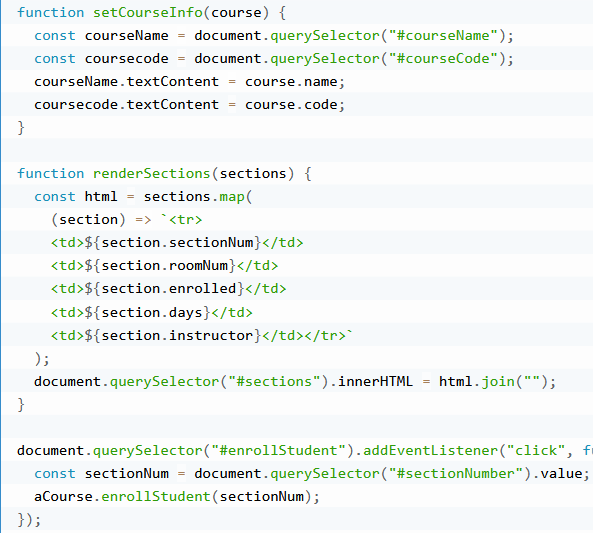 function setCourseInfo(course) {
  const courseName = document.querySelector("#courseName");
  const coursecode = document.querySelector("#courseCode");
  courseName.textContent = course.name;
  coursecode.textContent = course.code;
}

function renderSections(sections) {
  const html = sections.map(
    (section) => `<tr>
    <td>${section.sectionNum}</td>
    <td>${section.roomNum}</td>
    <td>${section.enrolled}</td>
    <td>${section.days}</td>
    <td>${section.instructor}</td></tr>`
  );
  document.querySelector("#sections").innerHTML = html.join("");
}

document.querySelector("#enrollStudent").addEventListener("click", fu
  const sectionNum = document.querySelector("#sectionNumber").value;
  aCourse.enrollStudent(sectionNum);
});